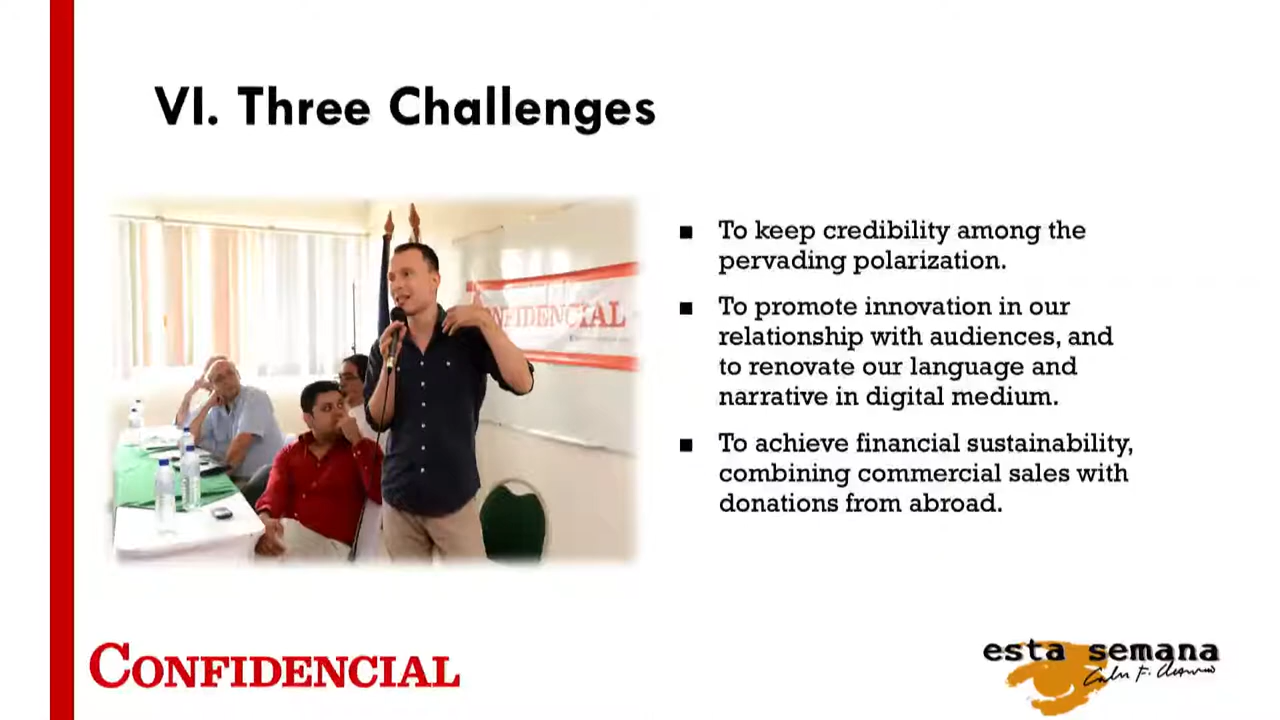 VI. Three Challenges
CONFIDENCIAL
■ To keep credibility among the
pervading polarization.
■ To promote innovation in our
relationship with audiences, and
to renovate our language and
narrative in digital medium.
■ To achieve financial sustainability,
combining commercial sales with
donations from abroad.
CONFIDENCIAL
esta semana